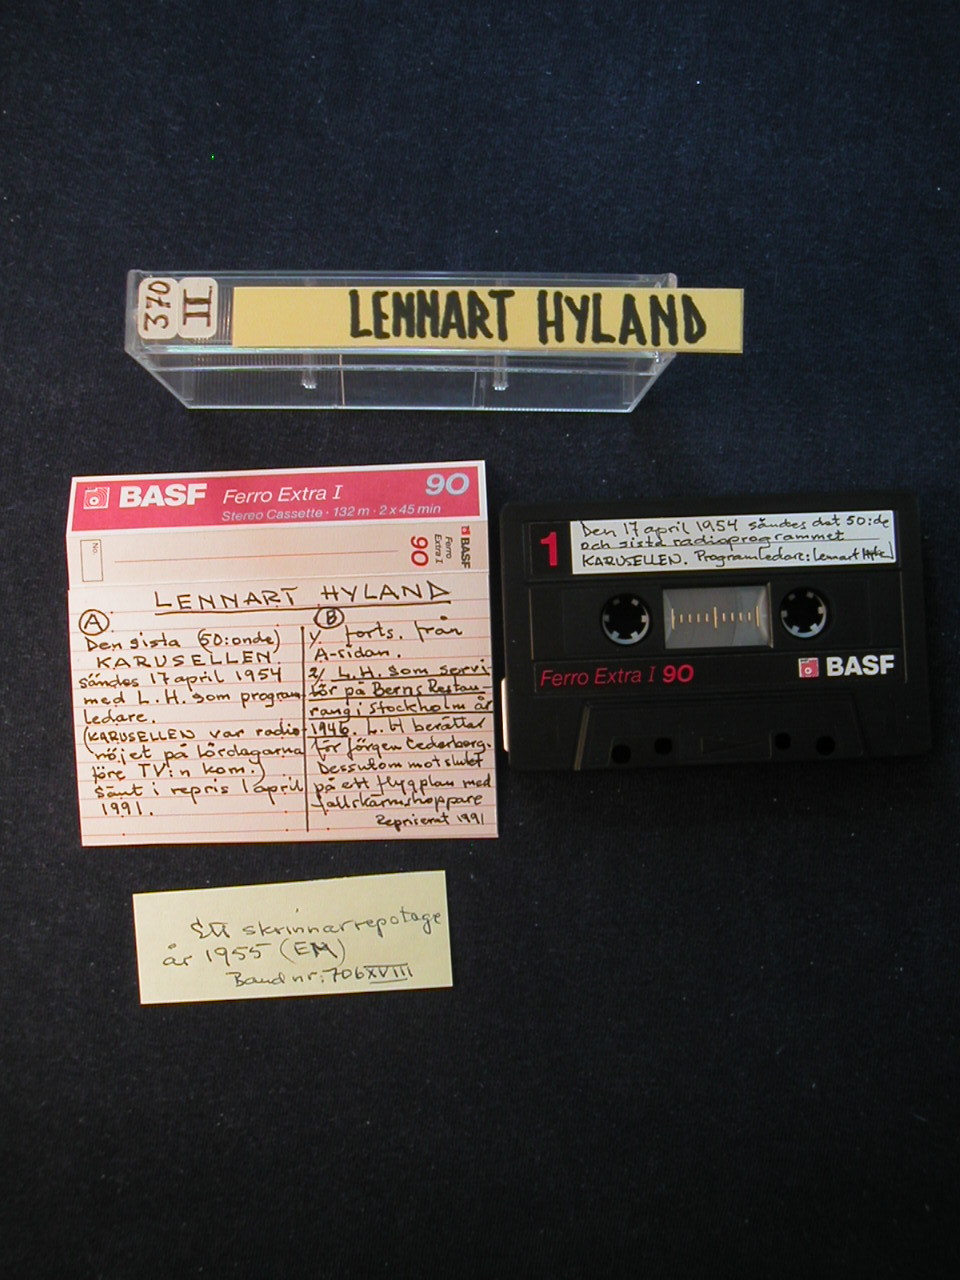 370
II
LENNART HYLAND
BASF Ferro Extra I 90
Stereo Cassette · 132 m · 2 x 45 min
No.
90 Ferro Extra I BASF
LENNART HYLAND
A
Den sista (50:onde)
KARUSELLEN.
sändes 17 april 1954
med L.H. som program
ledare.
(KARUSELLEN var radio-
nöjet på lördagarna
före TV:n kom.)
Sänt i repris 1 april
1991.
B
1/ forts. från
A-sidan.
2/ L.H. som servi-
tör på Berns Restau-
rang i Stockholm år
1946. L.H berättar
för Jörgen Cederberg.
Dessutom mot slutet
på ett flygplan med
fallskärmshoppare
Repriserat 1991
1
Den 17 april 1954 sändes det 50:de
och sista radioprogrammet
KARUSELLEN. Programledare: Lennart
Ferro Extra I 90
BASF
Ett skrinnarrepotage
år 1955 (EM)
Band nr: 706 XVIII